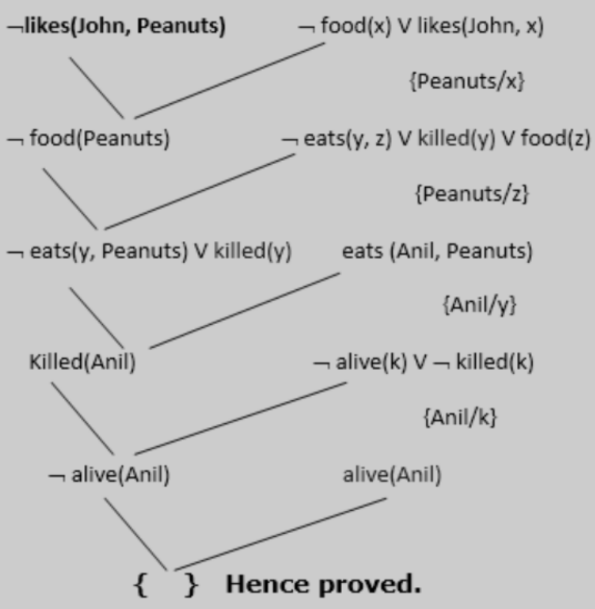 ¬likes(John, Peanuts) ¬ food(x) V likes(John, x)
{Peanuts/x}
¬ food(Peanuts) ¬ eats(y, z) V killed(y) V food(z)
{Peanuts/z}
¬ eats(y, Peanuts) V killed(y) eats (Anil, Peanuts)
{Anil/y}
Killed(Anil) ¬ alive(k) V ¬ killed(k)
{Anil/k}
¬ alive(Anil) alive(Anil)
{ } Hence proved.